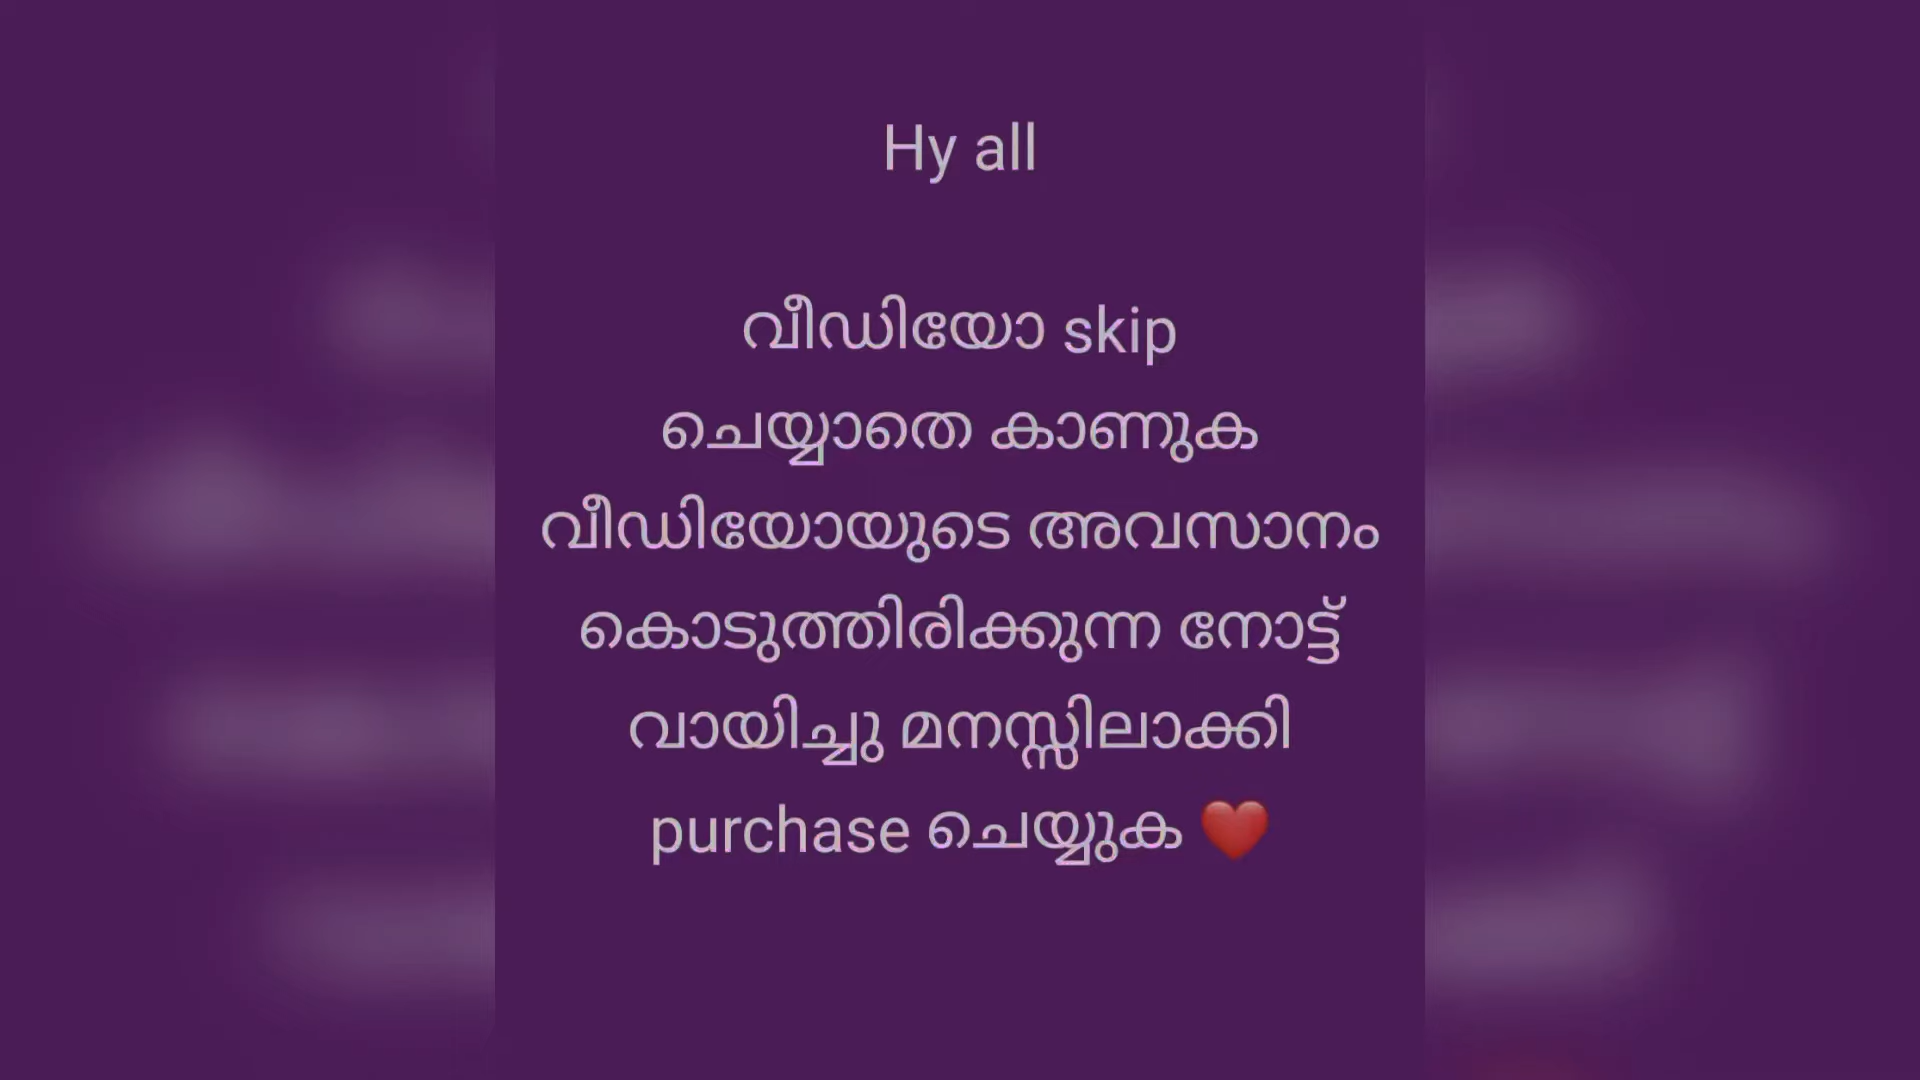 Hy all
വീഡിയോ skip
ചെയ്യാതെ കാണുക
വീഡിയോയുടെ അവസാനം
കൊടുത്തിരിക്കുന്ന നോട്ട്
വായിച്ചു മനസ്സിലാക്കി
purchase ചെയ്യുക ❤️